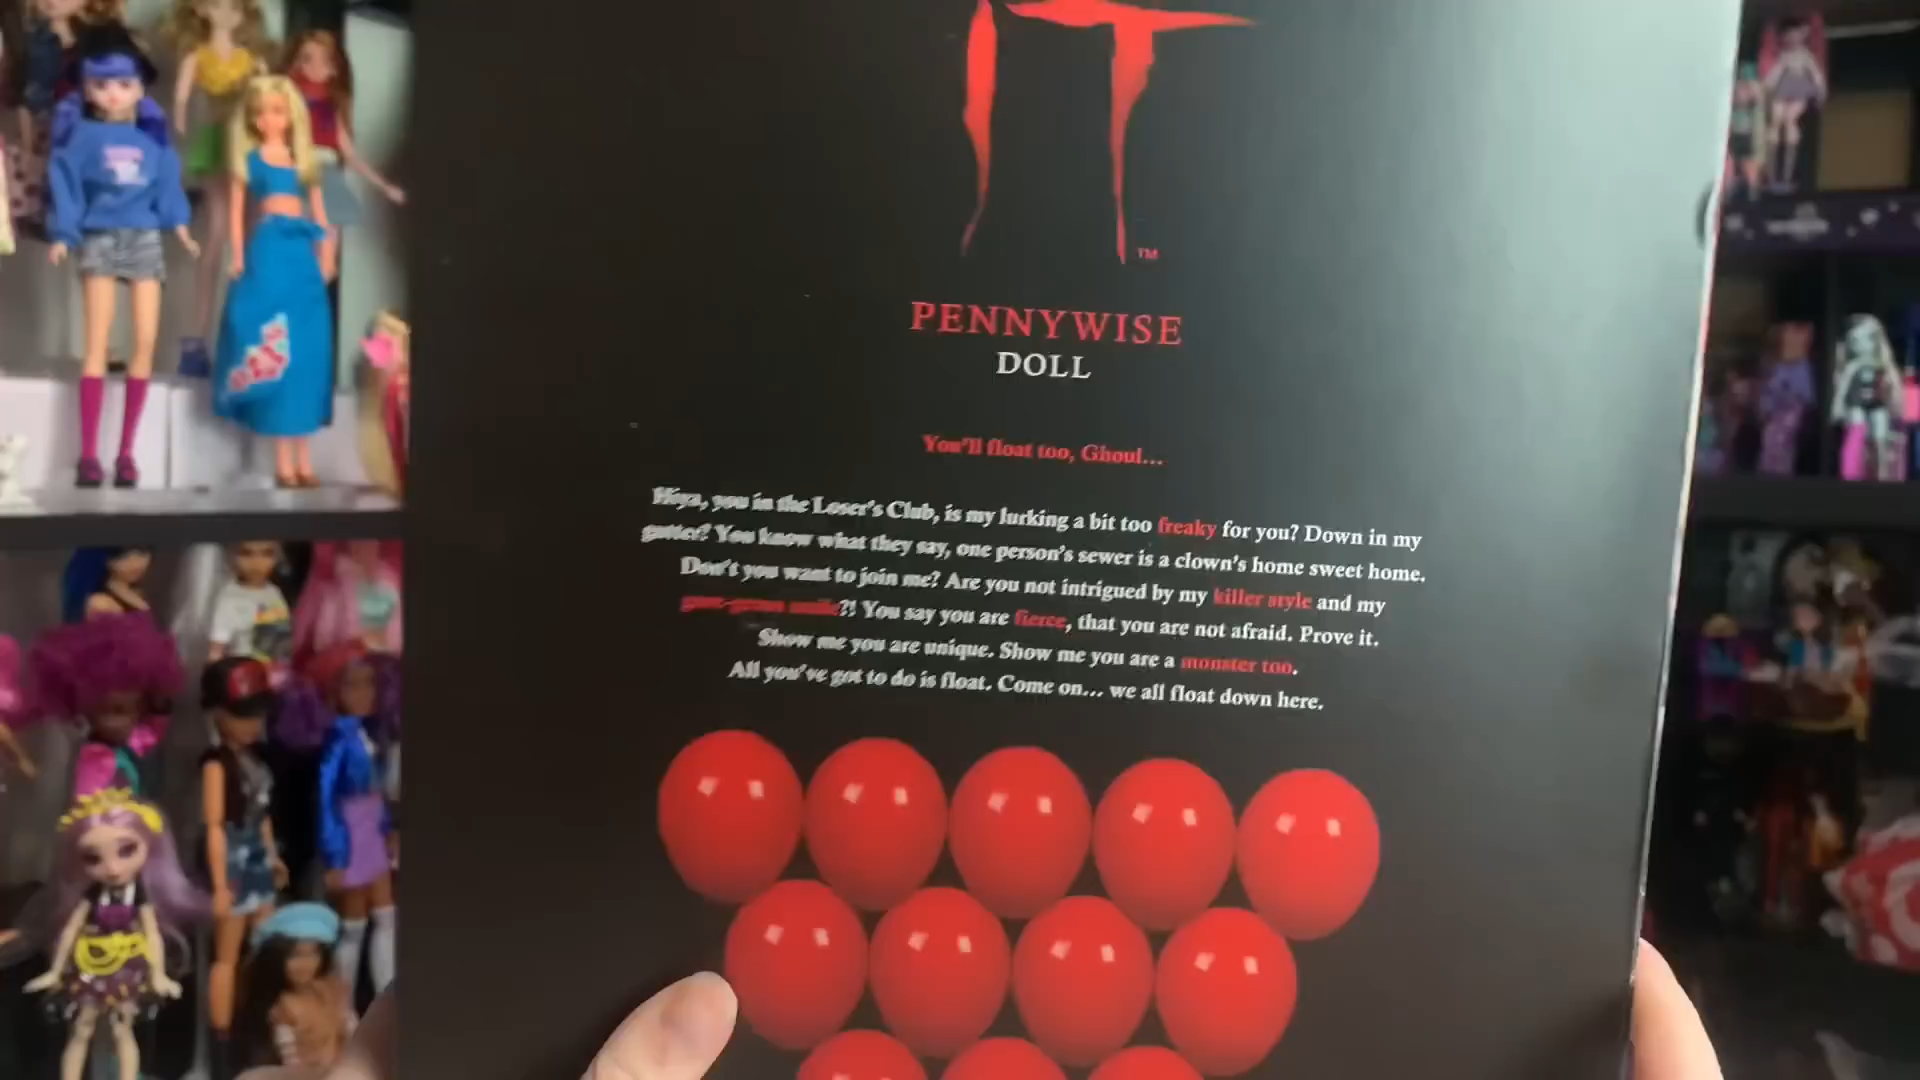 IT
TM
PENNYWISE
DOLL
You'll float too, Ghoul...
Hiya, you in the Loser's Club, is my lurking a bit too freaky for you? Down in my
gutter? You know what they say, one person's sewer is a clown's home sweet home.
Don't you want to join me? Are you not intrigued by my killer style and my
?! You say you are fierce, that you are not afraid. Prove it.
Show me you are unique. Show me you are a monster too.
All you've got to do is float. Come on... we all float down here.